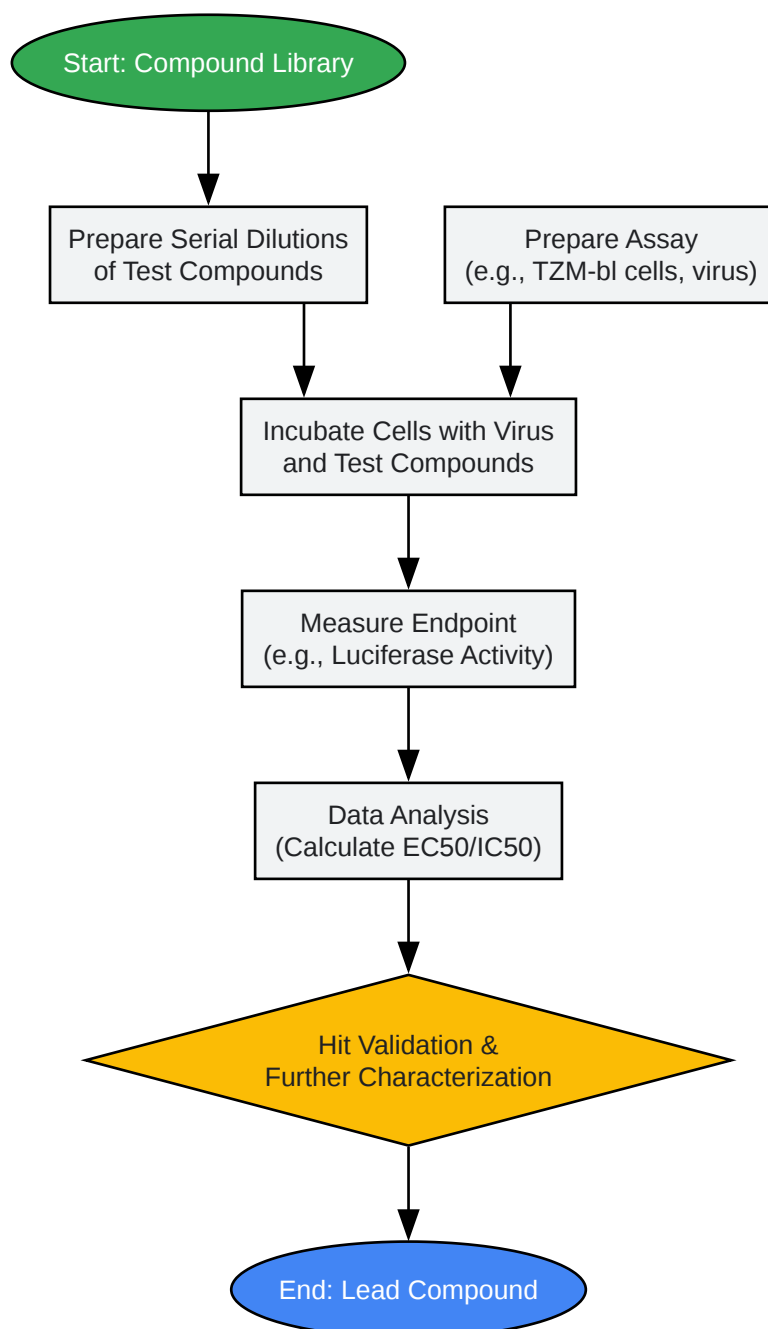 Start: Compound Library
Prepare Serial Dilutions
of Test Compounds
Prepare Assay
(e.g., TZM-bl cells, virus)
Incubate Cells with Virus
and Test Compounds
Measure Endpoint
(e.g., Luciferase Activity)
Data Analysis
(Calculate EC50/IC50)
Hit Validation &
Further Characterization
End: Lead Compound